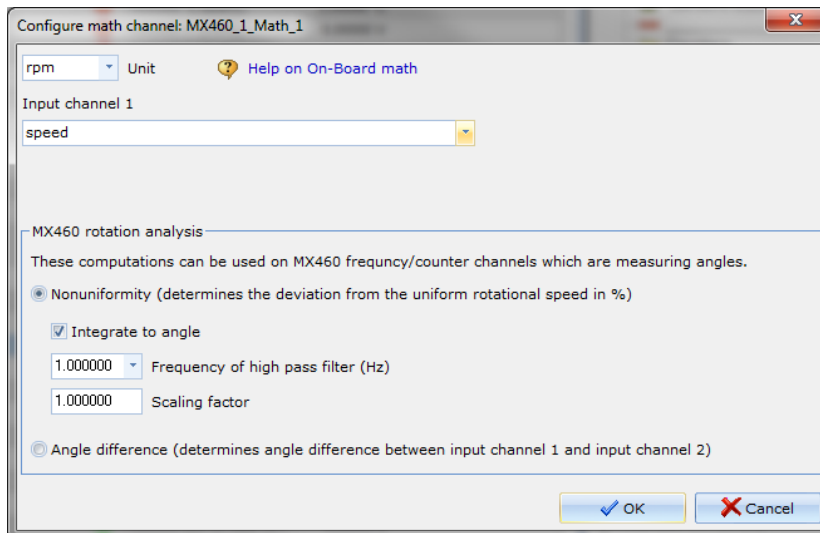 Configure math channel: MX460_1_Math_1
rpm Unit Help on On-Board math
Input channel 1
speed
MX460 rotation analysis
These computations can be used on MX460 frequncy/counter channels which are measuring angles.
Nonuniformity (determines the deviation from the uniform rotational speed in %)
Integrate to angle
1.000000 Frequency of high pass filter (Hz)
1.000000 Scaling factor
Angle difference (determines angle difference between input channel 1 and input channel 2)
OK Cancel